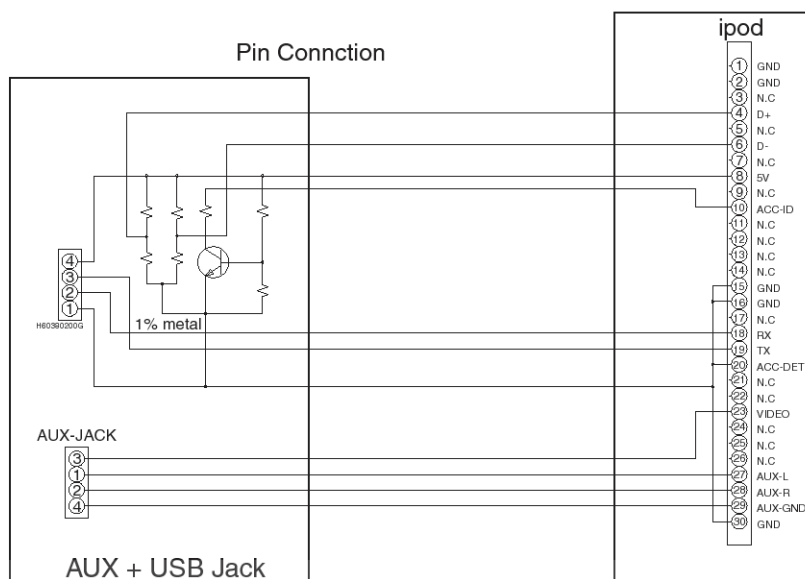 Pin Connction
ipod
1 GND
2 GND
3 N.C
4 D+
5 N.C
6 D-
7 N.C
8 5V
9 N.C
10 ACC-ID
11 N.C
12 N.C
13 N.C
14 N.C
15 GND
16 GND
17 N.C
18 RX
19 TX
20 ACC-DET
21 N.C
22 N.C
23 VIDEO
24 N.C
25 N.C
26 N.C
27 AUX-L
28 AUX-R
29 AUX-GND
30 GND
4
3
2
1
H60390200G
1% metal
AUX-JACK
3
1
2
4
AUX + USB Jack